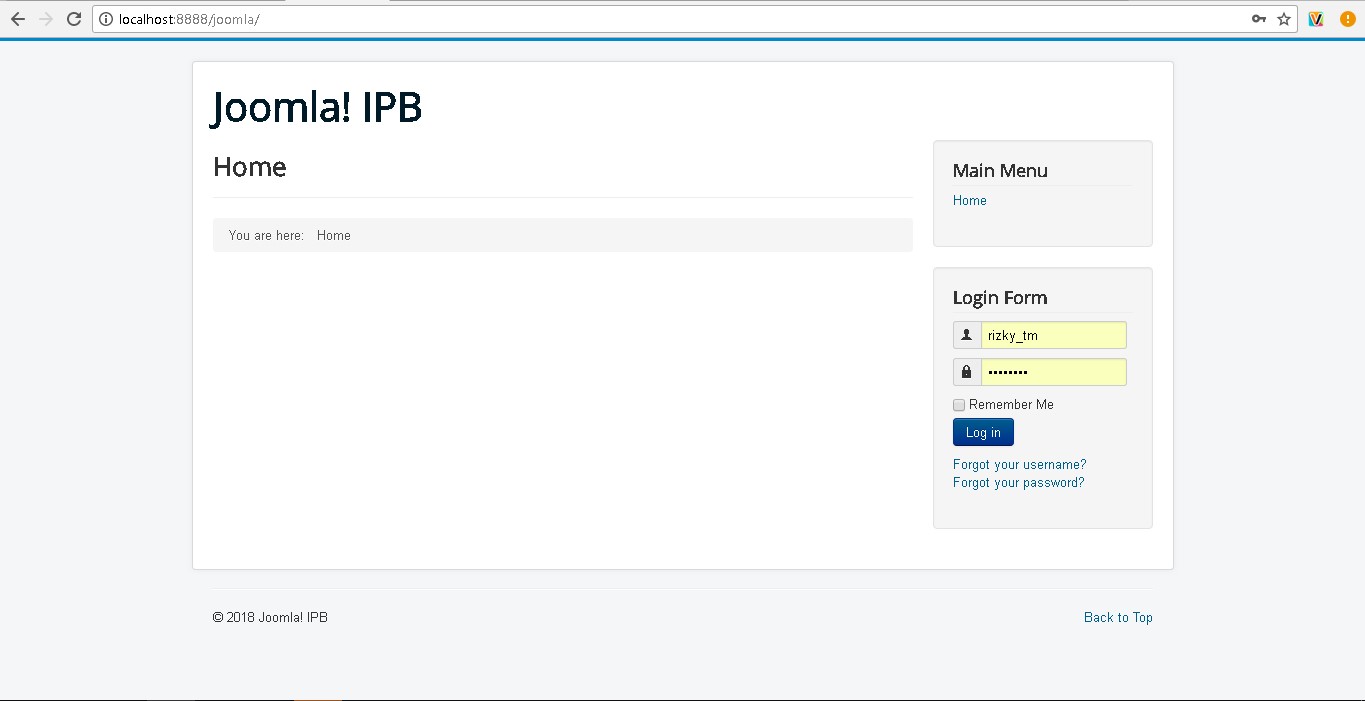 localhost:8888/joomla/
Joomla! IPB
Home
You are here: Home
Main Menu
Home
Login Form
rizky_tm
••••••••
Remember Me
Log in
Forgot your username?
Forgot your password?
© 2018 Joomla! IPB
Back to Top